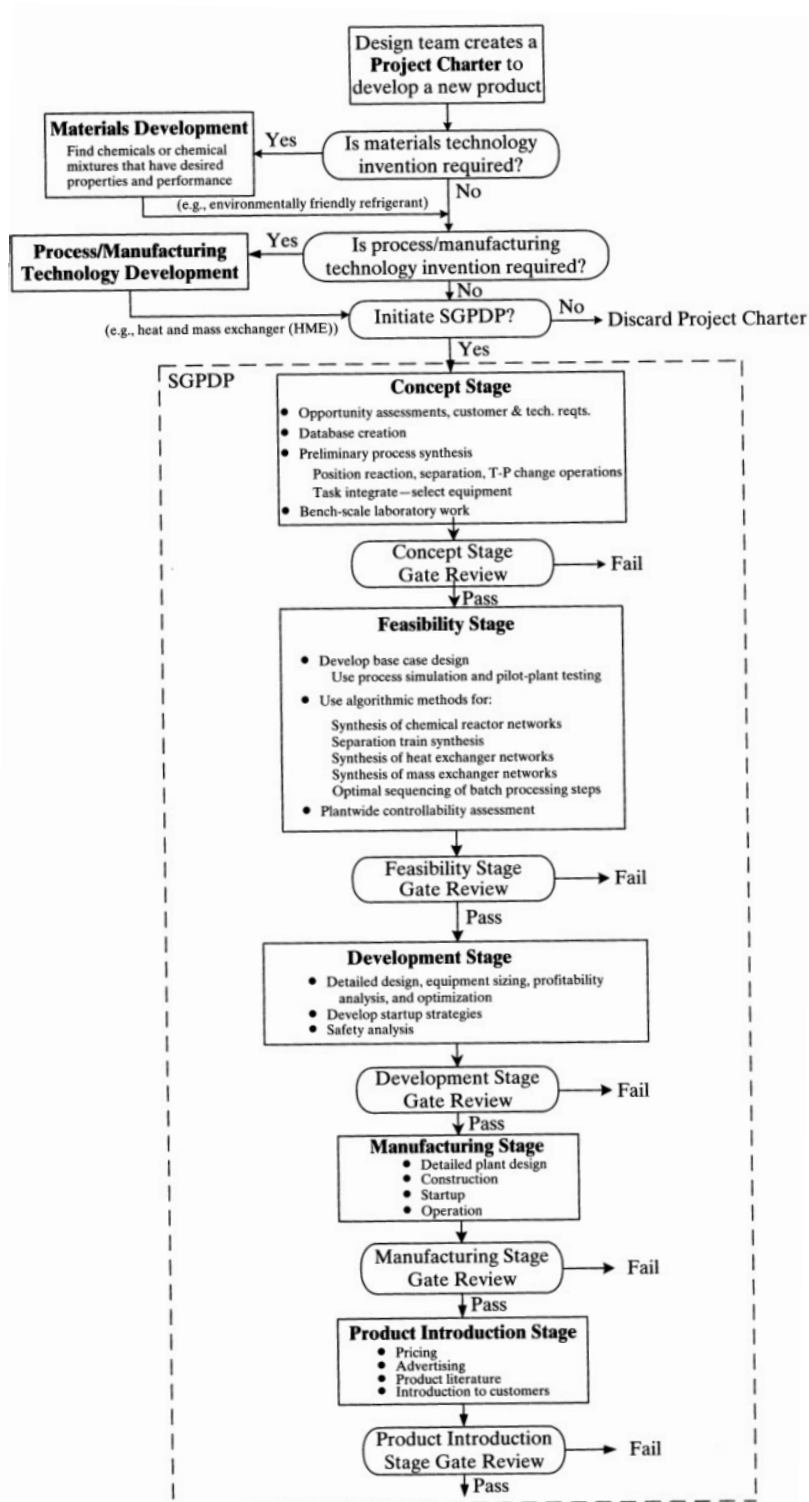 Design team creates a
Project Charter to
develop a new product
Materials Development
Find chemicals or chemical
mixtures that have desired
properties and performance
Yes
Is materials technology
invention required?
No
(e.g., environmentally friendly refrigerant)
Process/Manufacturing
Technology Development
Yes
Is process/manufacturing
technology invention required?
No
(e.g., heat and mass exchanger (HME))
Initiate SGPDP?
No
Discard Project Charter
Yes
SGPDP
Concept Stage
● Opportunity assessments, customer & tech. reqts.
● Database creation
● Preliminary process synthesis
Position reaction, separation, T-P change operations
Task integrate—select equipment
● Bench-scale laboratory work
Concept Stage
Gate Review
Fail
Pass
Feasibility Stage
● Develop base case design
Use process simulation and pilot-plant testing
● Use algorithmic methods for:
Synthesis of chemical reactor networks
Separation train synthesis
Synthesis of heat exchanger networks
Synthesis of mass exchanger networks
Optimal sequencing of batch processing steps
● Plantwide controllability assessment
Feasibility Stage
Gate Review
Fail
Pass
Development Stage
● Detailed design, equipment sizing, profitability
analysis, and optimization
● Develop startup strategies
● Safety analysis
Development Stage
Gate Review
Fail
Pass
Manufacturing Stage
● Detailed plant design
● Construction
● Startup
● Operation
Manufacturing Stage
Gate Review
Fail
Pass
Product Introduction Stage
● Pricing
● Advertising
● Product literature
● Introduction to customers
Product Introduction
Stage Gate Review
Fail
Pass